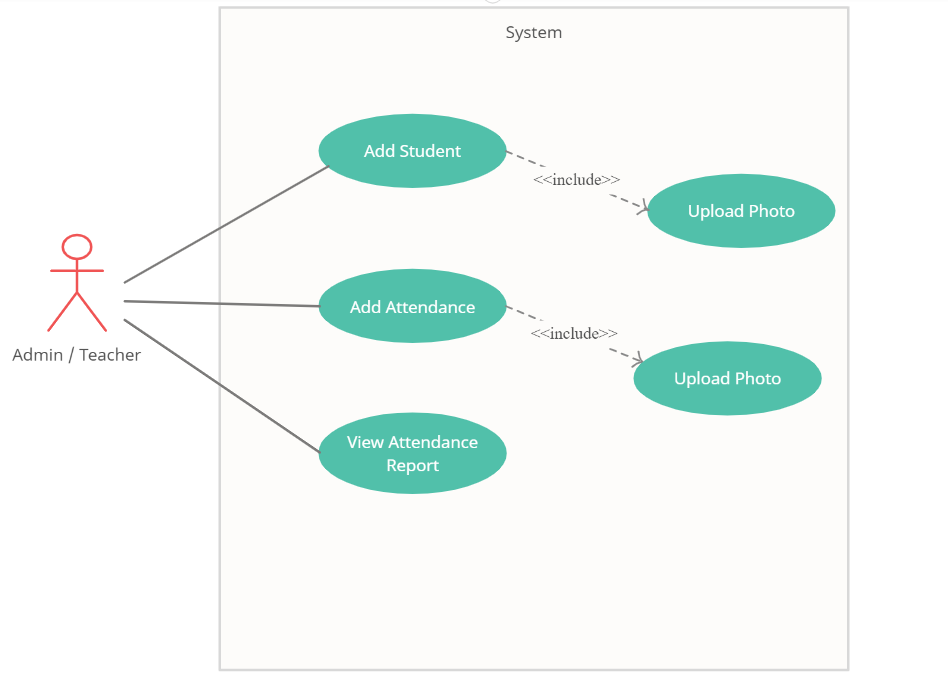 System
Add Student
<<include>>
Upload Photo
Add Attendance
<<include>>
Admin / Teacher
Upload Photo
View Attendance
Report